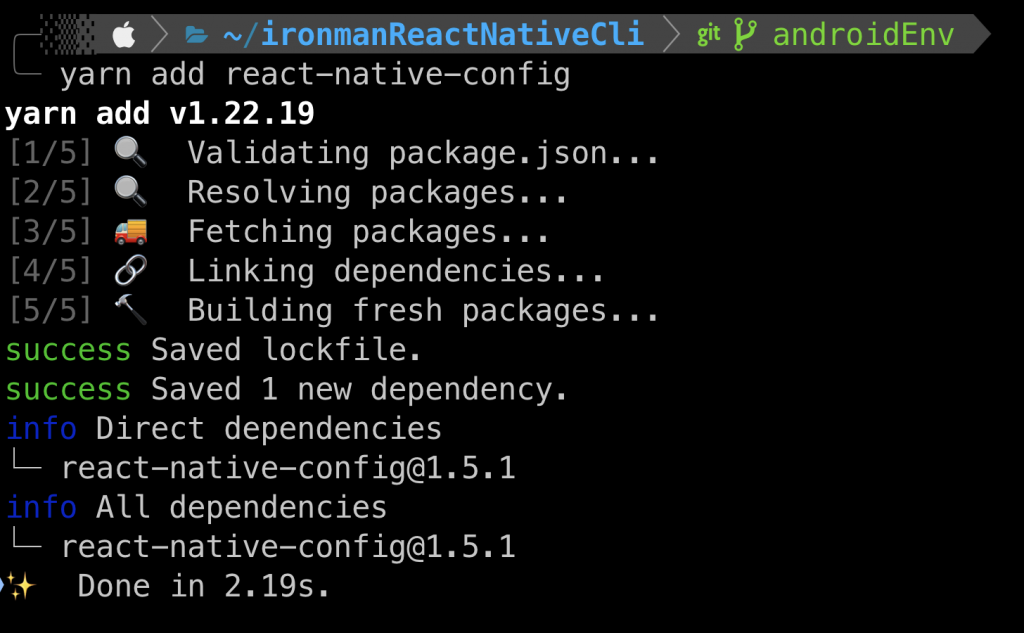 ~/ironmanReactNativeCli git androidEnv
yarn add react-native-config
yarn add v1.22.19
[1/5] 🔍 Validating package.json...
[2/5] 🔍 Resolving packages...
[3/5] 🚚 Fetching packages...
[4/5] 🔗 Linking dependencies...
[5/5] 🔨 Building fresh packages...
success Saved lockfile.
success Saved 1 new dependency.
info Direct dependencies
└─ react-native-config@1.5.1
info All dependencies
└─ react-native-config@1.5.1
✨ Done in 2.19s.